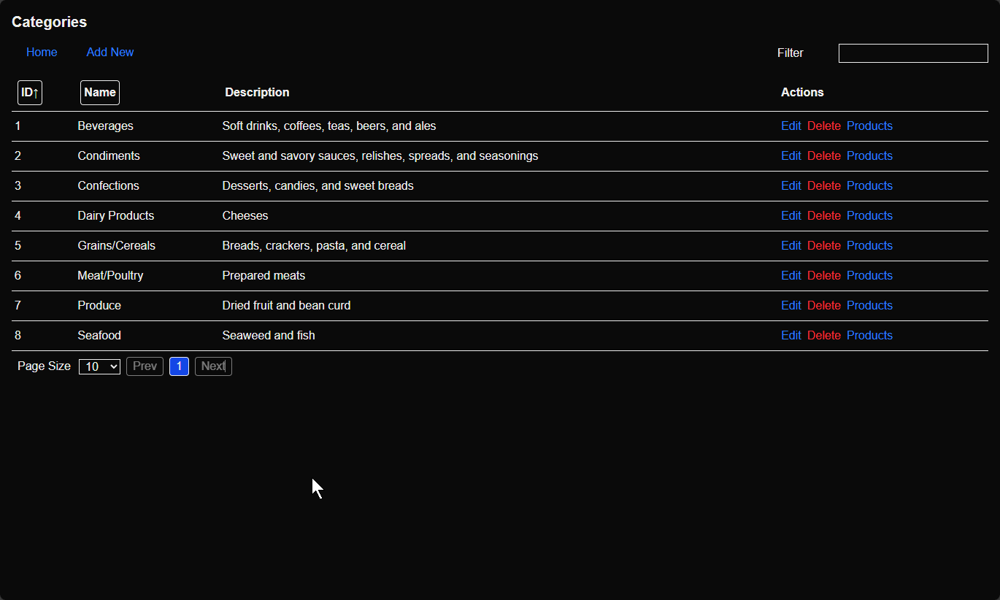 Categories
Home Add New Filter
ID↑ Name Description Actions
1 Beverages Soft drinks, coffees, teas, beers, and ales Edit Delete Products
2 Condiments Sweet and savory sauces, relishes, spreads, and seasonings Edit Delete Products
3 Confections Desserts, candies, and sweet breads Edit Delete Products
4 Dairy Products Cheeses Edit Delete Products
5 Grains/Cereals Breads, crackers, pasta, and cereal Edit Delete Products
6 Meat/Poultry Prepared meats Edit Delete Products
7 Produce Dried fruit and bean curd Edit Delete Products
8 Seafood Seaweed and fish Edit Delete Products
Page Size 10 Prev 1 Next